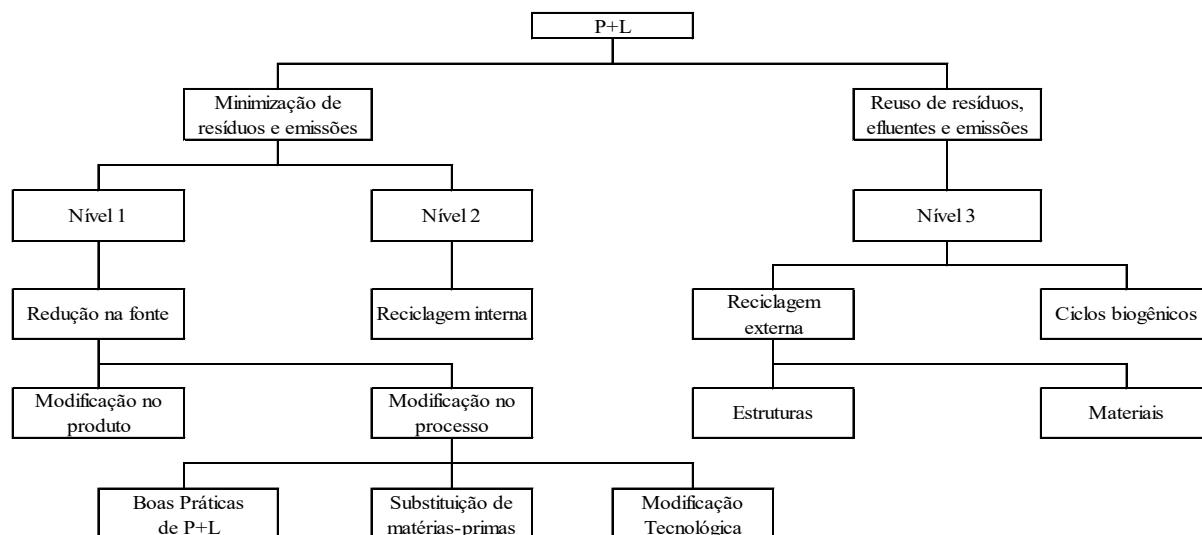 P+L
Minimização de
resíduos e emissões
Reuso de resíduos,
efluentes e emissões
Nível 1
Nível 2
Nível 3
Redução na fonte
Reciclagem interna
Reciclagem
externa
Ciclos biogênicos
Modificação no
produto
Modificação no
processo
Estruturas
Materiais
Boas Práticas
de P+L
Substituição de
matérias-primas
Modificação
Tecnológica